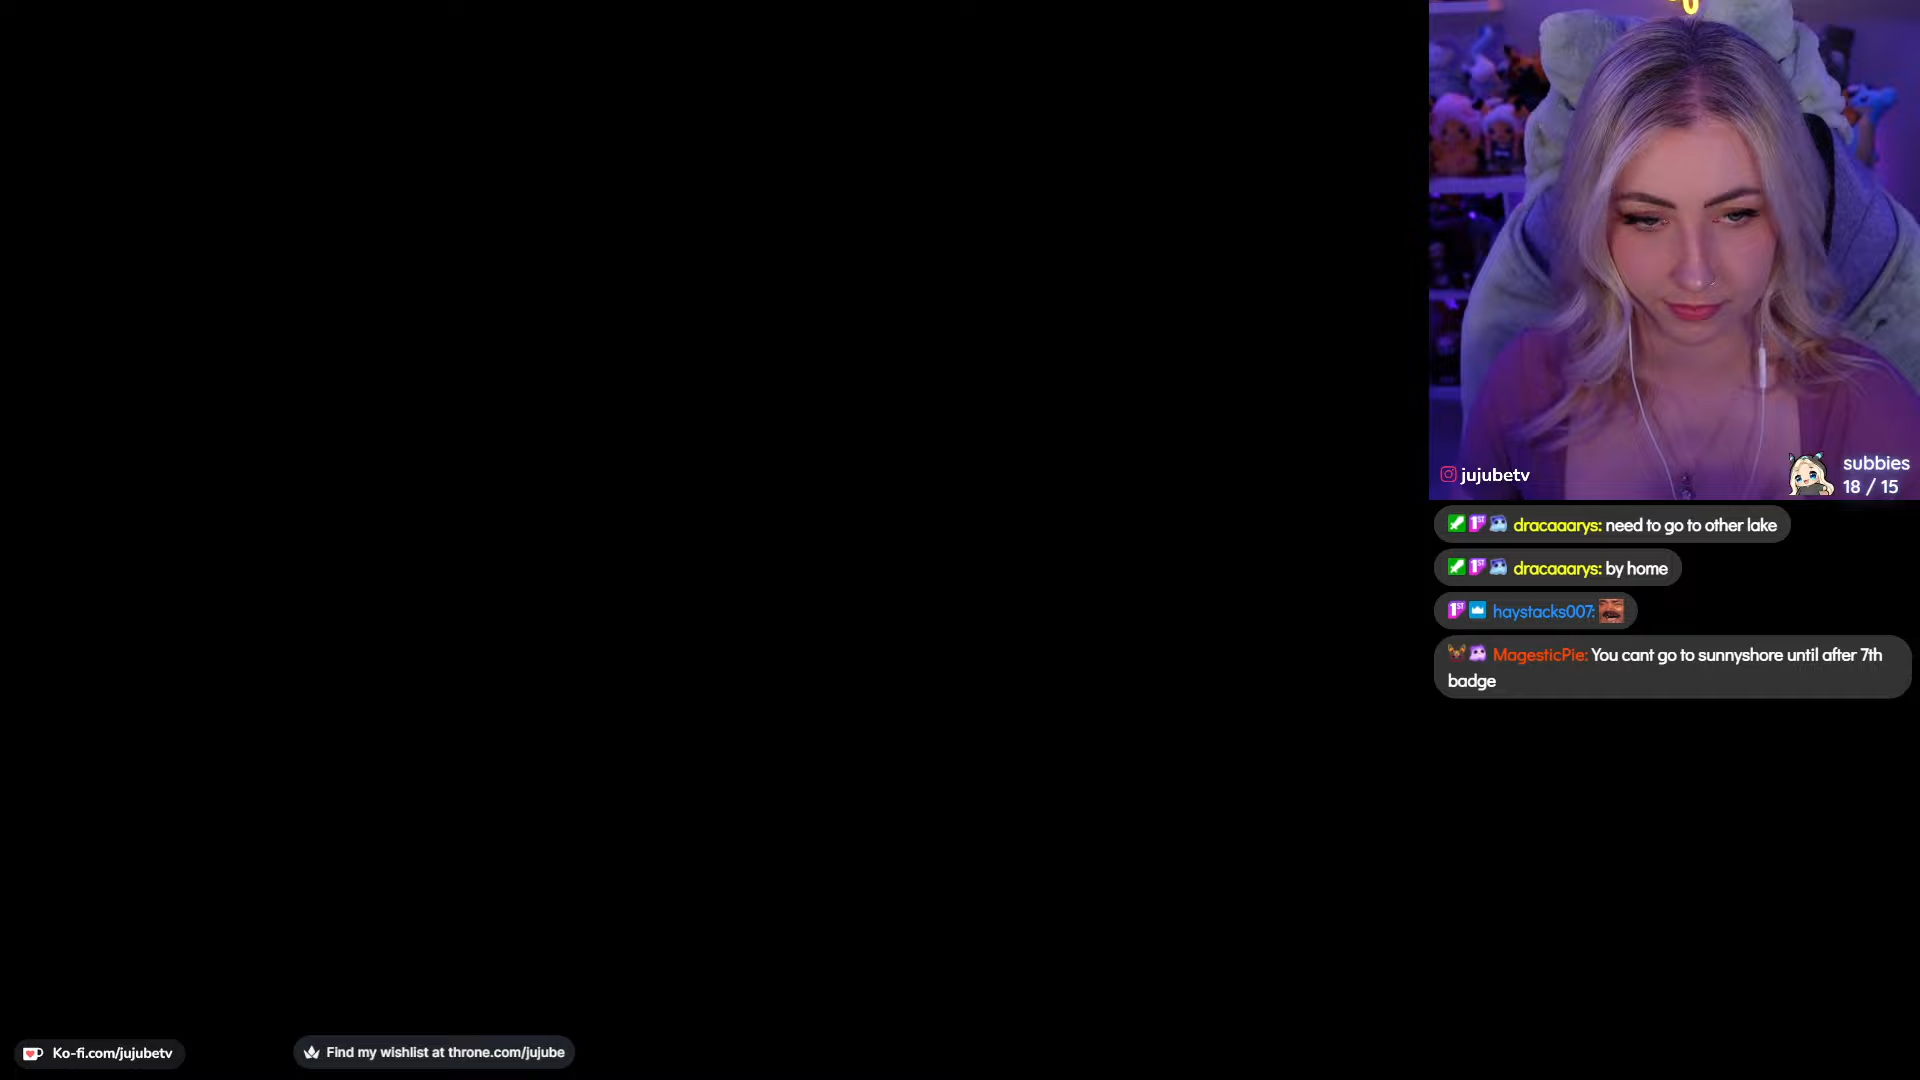 jujubetv
subbies
18 / 15
dracaaarys: need to go to other lake
dracaaarys: by home
haystacks007:
MagesticPie: You cant go to sunnyshore until after 7th
badge
Ko-fi.com/jujubetv
Find my wishlist at throne.com/jujube